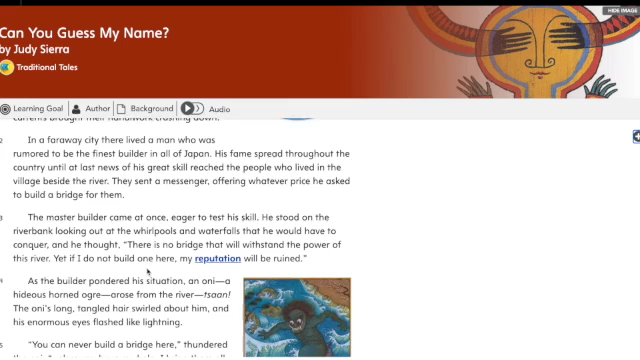 HIDE IMAGE
Can You Guess My Name?
by Judy Sierra
Traditional Tales
Learning Goal Author Background Audio
currents brought their handiwork crashing down.
2 In a faraway city there lived a man who was
rumored to be the finest builder in all of Japan. His fame spread throughout the
country until at last news of his great skill reached the people who lived in the
village beside the river. They sent a messenger, offering whatever price he asked
to build a bridge for them.
3 The master builder came at once, eager to test his skill. He stood on the
riverbank looking out at the whirlpools and waterfalls that he would have to
conquer, and he thought, “There is no bridge that will withstand the power of
this river. Yet if I do not build one here, my reputation will be ruined.”
4 As the builder pondered his situation, an oni—a
hideous horned ogre—arose from the river—tsaan!
The oni’s long, tangled hair swirled about him, and
his enormous eyes flashed like lightning.
5 “You can never build a bridge here,” thundered